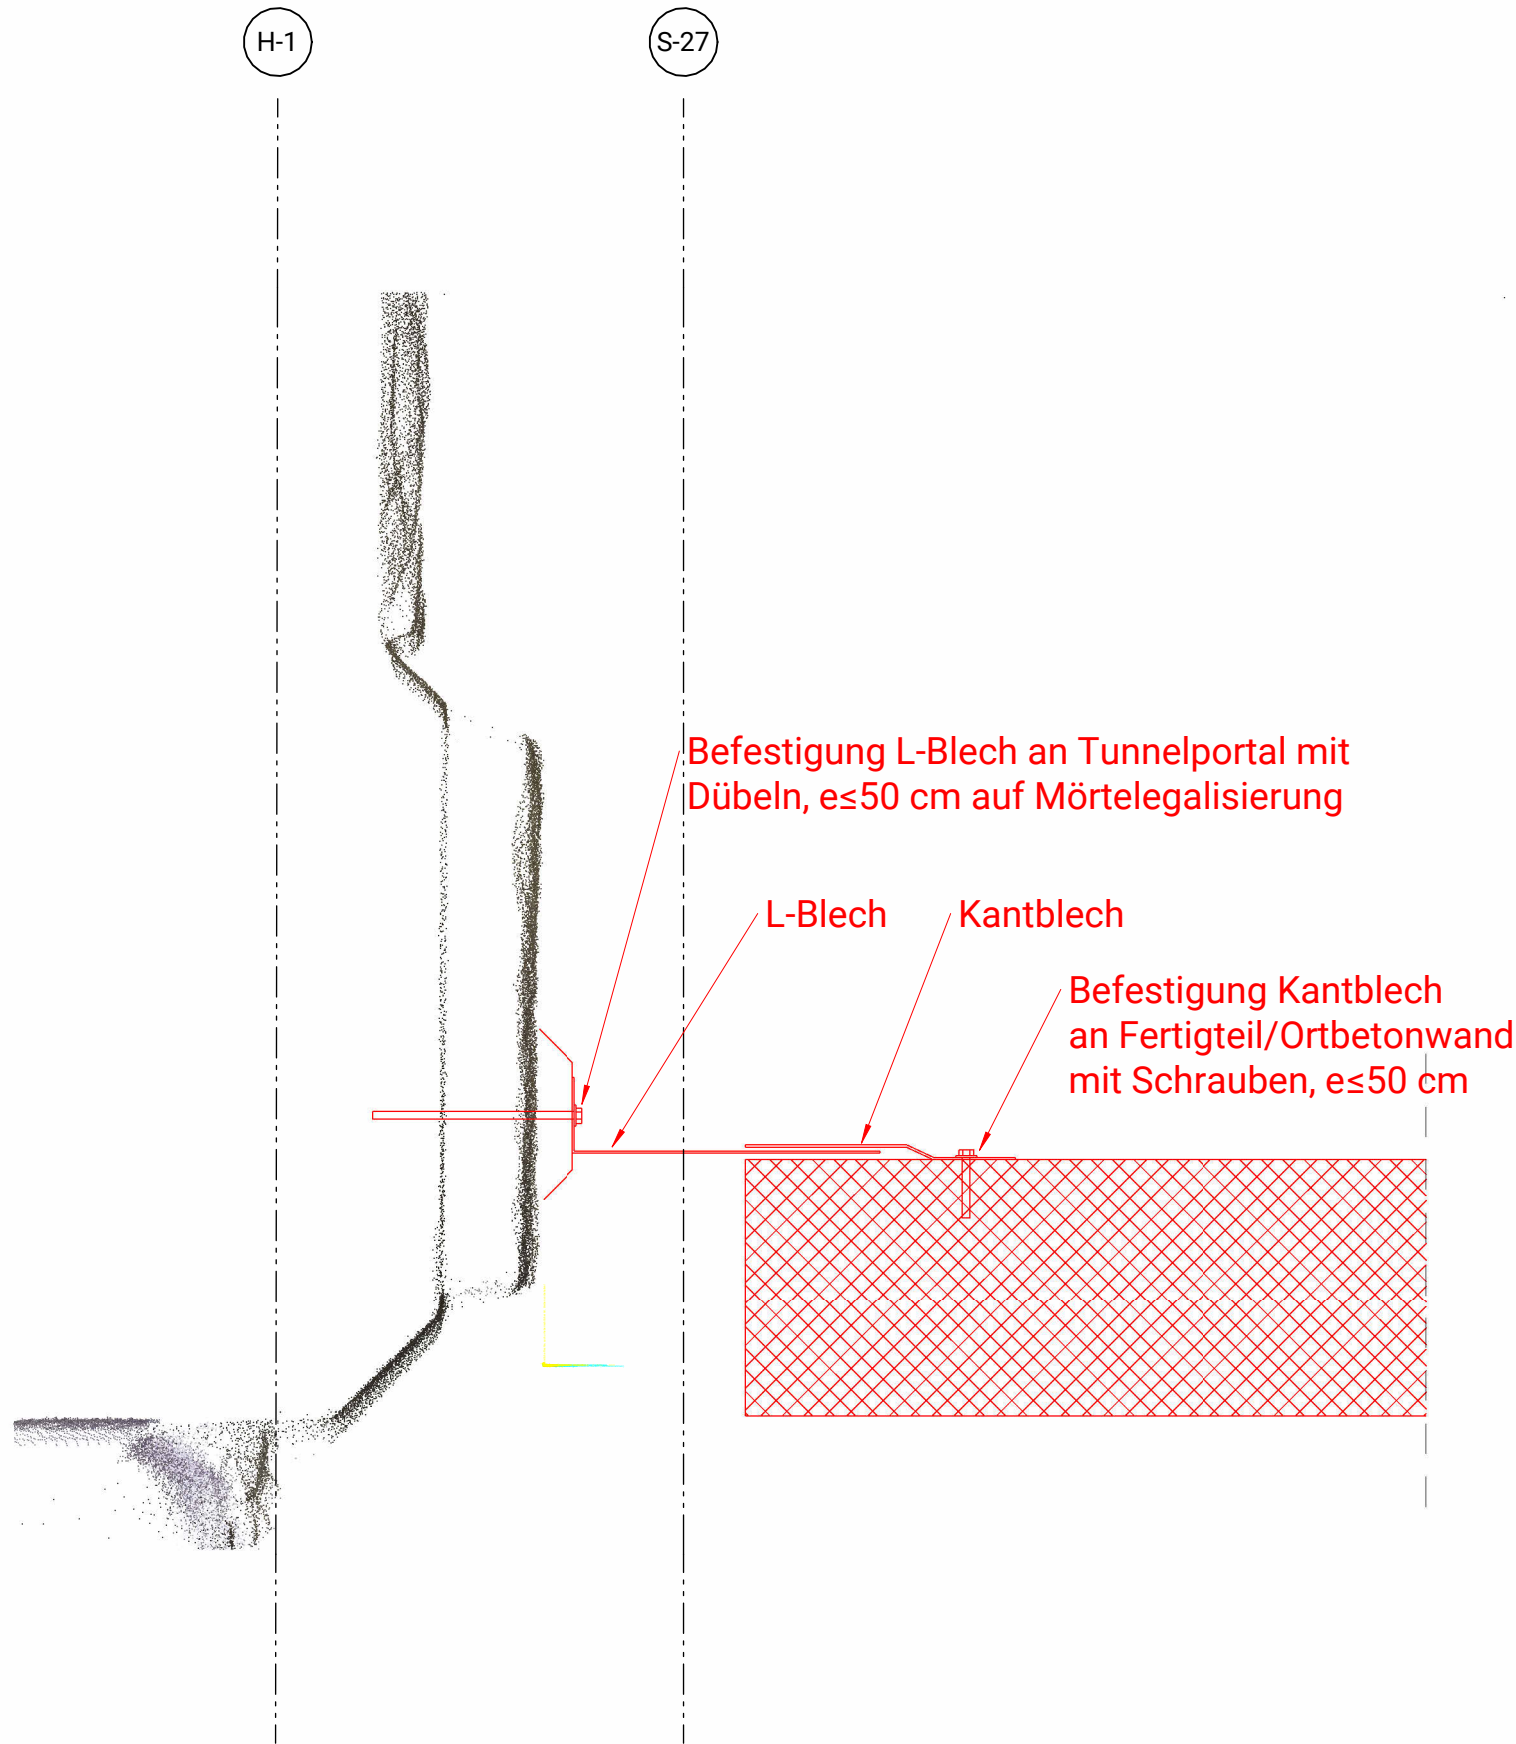 H-1
S-27
Befestigung L-Blech an Tunnelportal mit
Dübeln, e≤50 cm auf Mörtelegalisierung
L-Blech
Kantblech
Befestigung Kantblech
an Fertigteil/Ortbetonwand
mit Schrauben, e≤50 cm